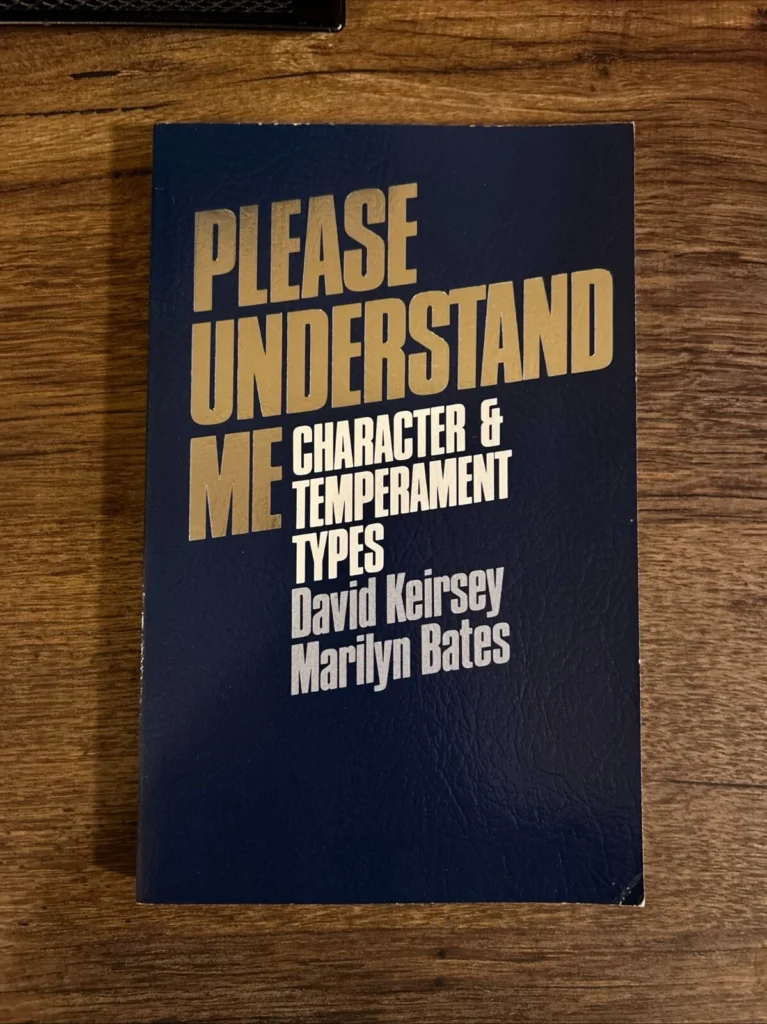 PLEASE
UNDERSTAND
ME
CHARACTER &
TEMPERAMENT
TYPES
David Keirsey
Marilyn Bates